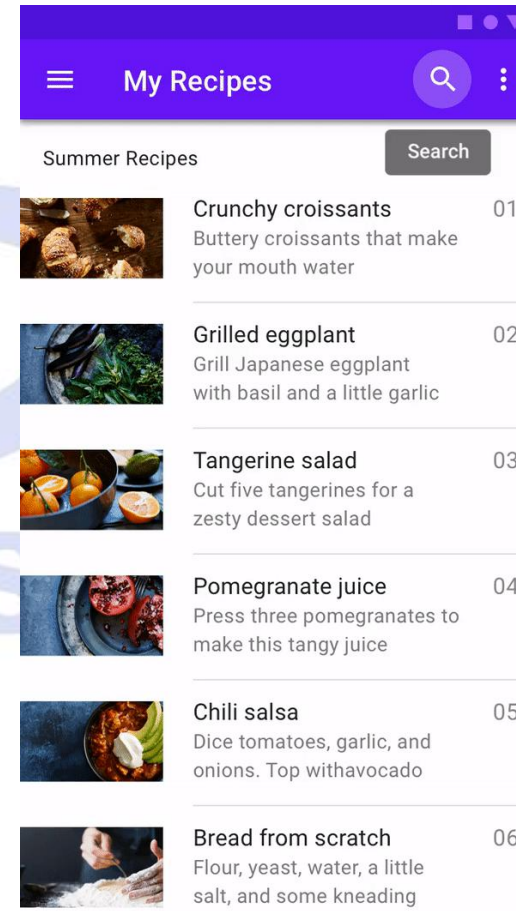 My Recipes
Summer Recipes
Search
Crunchy croissants 01
Buttery croissants that make
your mouth water
Grilled eggplant 02
Grill Japanese eggplant
with basil and a little garlic
Tangerine salad 03
Cut five tangerines for a
zesty dessert salad
Pomegranate juice 04
Press three pomegranates to
make this tangy juice
Chili salsa 05
Dice tomatoes, garlic, and
onions. Top withavocado
Bread from scratch 06
Flour, yeast, water, a little
salt, and some kneading